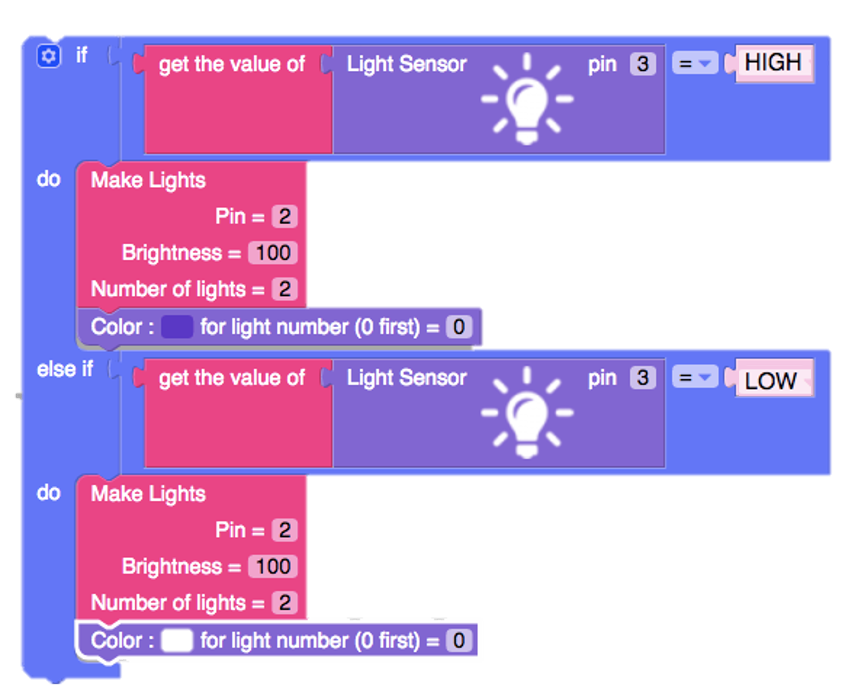 if get the value of Light Sensor pin 3 = HIGH
do Make Lights
Pin = 2
Brightness = 100
Number of lights = 2
Color : for light number (0 first) = 0
else if get the value of Light Sensor pin 3 = LOW
do Make Lights
Pin = 2
Brightness = 100
Number of lights = 2
Color : for light number (0 first) = 0